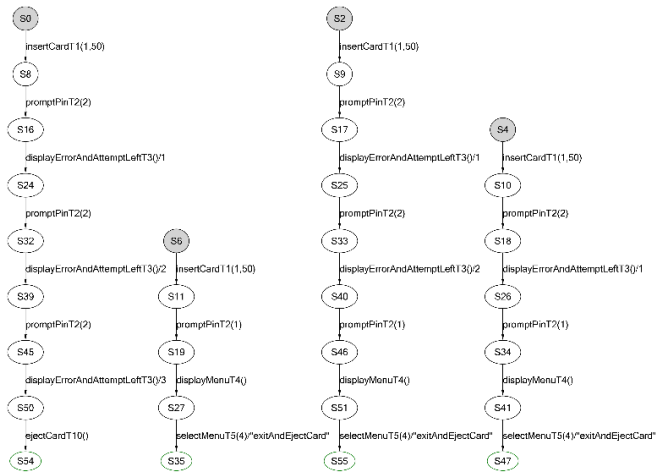 S0
insertCardT1(1,50)
S8
promptPinT2(2)
S16
displayErrorAndAttemptLeftT3()/1
S24
promptPinT2(2)
S32
displayErrorAndAttemptLeftT3()/2
S39
promptPinT2(2)
S45
displayErrorAndAttemptLeftT3()/3
S50
ejectCardT10()
S54
S6
insertCardT1(1,50)
S11
promptPinT2(1)
S19
displayMenuT4()
S27
selectMenuT5(4)/"exitAndEjectCard"
S35
S2
insertCardT1(1,50)
S9
promptPinT2(2)
S17
displayErrorAndAttemptLeftT3()/1
S25
promptPinT2(2)
S33
displayErrorAndAttemptLeftT3()/2
S40
promptPinT2(1)
S46
displayMenuT4()
S51
selectMenuT5(4)/"exitAndEjectCard"
S55
S4
insertCardT1(1,50)
S10
promptPinT2(2)
S18
displayErrorAndAttemptLeftT3()/1
S26
promptPinT2(1)
S34
displayMenuT4()
S41
selectMenuT5(4)/"exitAndEjectCard"
S47